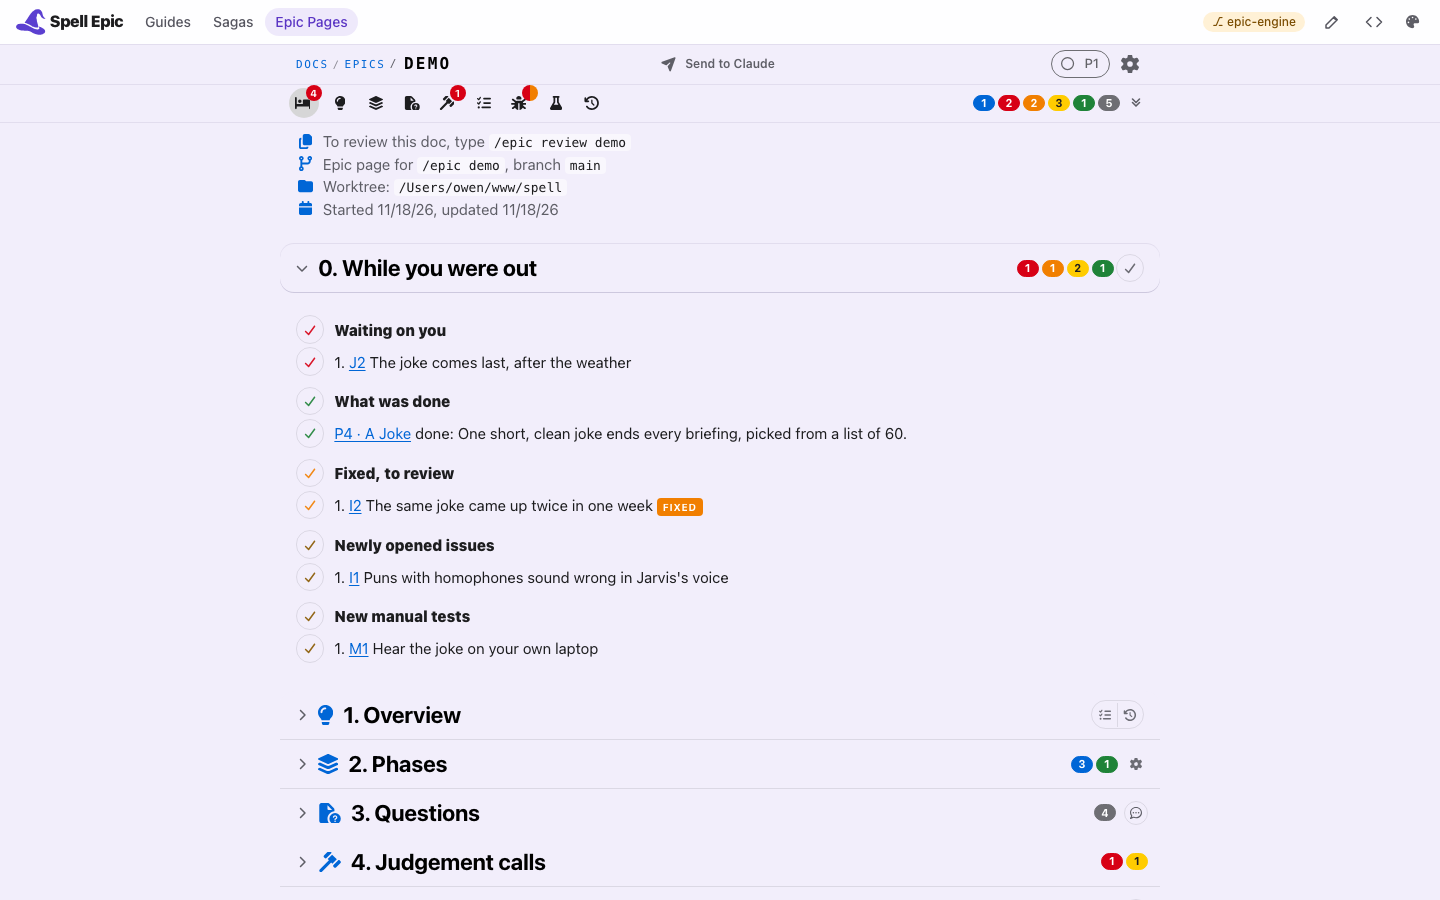 Spell Epic Guides Sagas Epic Pages epic-engine
DOCS / EPICS / DEMO Send to Claude P1
4 1 1 2 2 3 1 5
To review this doc, type /epic review demo
Epic page for /epic demo , branch main
Worktree: /Users/owen/www/spell
Started 11/18/26, updated 11/18/26
0. While you were out 1 1 2 1
Waiting on you
1. J2 The joke comes last, after the weather
What was done
P4 · A Joke done: One short, clean joke ends every briefing, picked from a list of 60.
Fixed, to review
1. I2 The same joke came up twice in one week FIXED
Newly opened issues
1. I1 Puns with homophones sound wrong in Jarvis's voice
New manual tests
1. M1 Hear the joke on your own laptop
1. Overview
2. Phases 3 1
3. Questions 4
4. Judgement calls 1 1